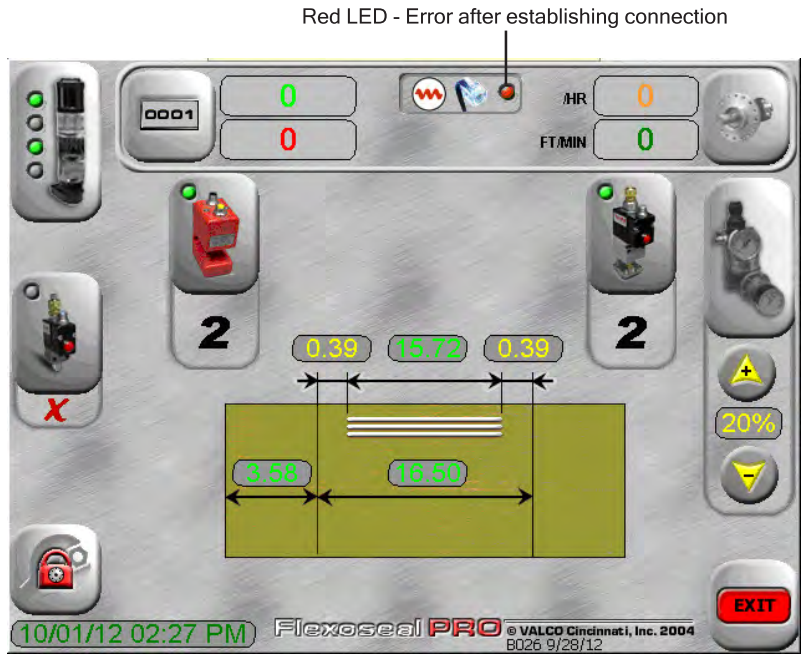 Red LED - Error after establishing connection
0001
0
0
/HR
0
FT/MIN
0
2
2
X
0.39
15.72
0.39
3.58
16.50
20%
10/01/12 02:27 PM
Flexoseal PRO
© VALCO Cincinnati, Inc. 2004
B026 9/28/12
EXIT